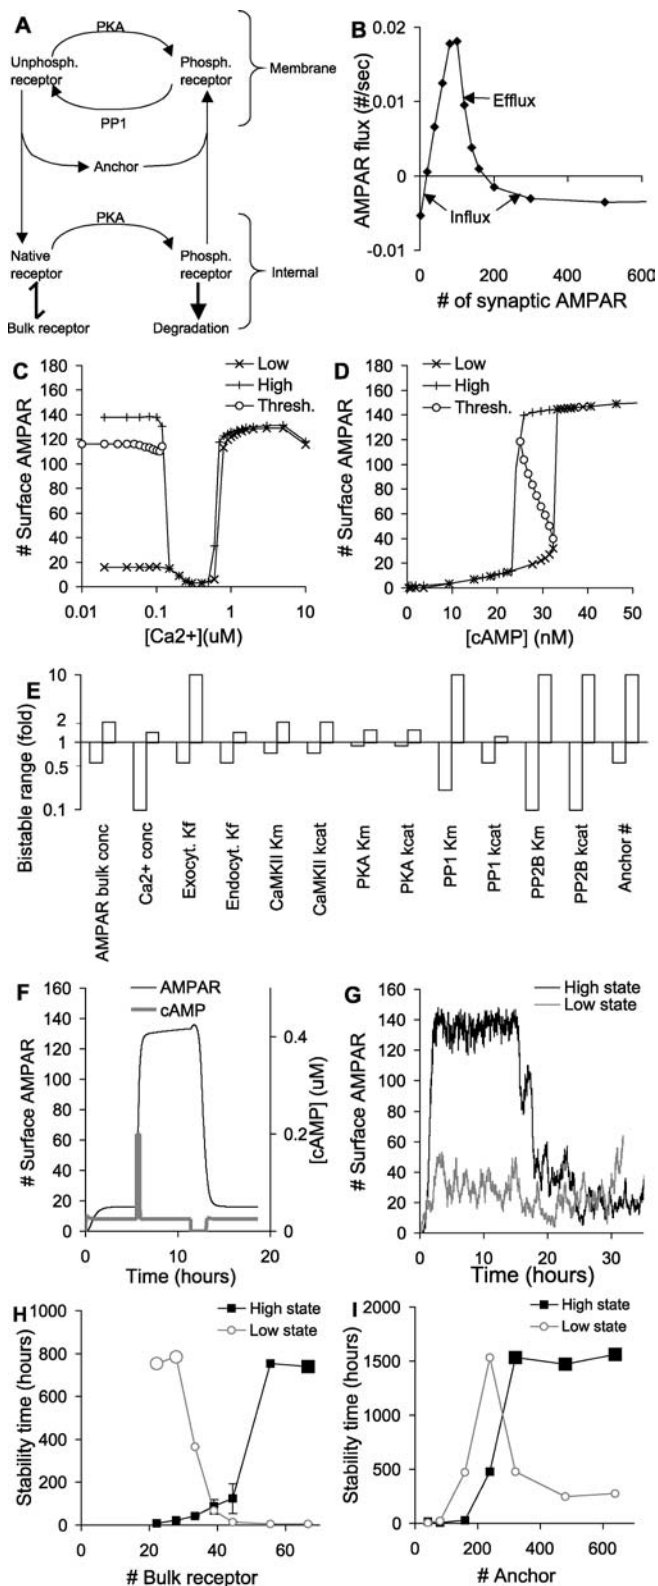 A
PKA
Unphosph.
receptor
Phosph.
receptor
Membrane
PP1
Anchor
PKA
Native
receptor
Phosph.
receptor
Internal
Bulk receptor
Degradation
B
AMPAR flux (#/sec)
0.02
0.01
0
-0.01
Efflux
Influx
0 200 400 600
# of synaptic AMPAR
C
# Surface AMPAR
180
160
140
120
100
80
60
40
20
0
Low
High
Thresh.
0.01 0.1 1 10
[Ca2+](uM)
D
# Surface AMPAR
180
160
140
120
100
80
60
40
20
0
Low
High
Thresh.
0 10 20 30 40 50
[cAMP] (nM)
E
Bistable range (fold)
10
2
1
0.5
0.1
AMPAR bulk conc
Ca2+ conc
Exocyt. Kf
Endocyt. Kf
CaMKII Km
CaMKII kcat
PKA Km
PKA kcat
PP1 Km
PP1 kcat
PP2B Km
PP2B kcat
Anchor #
F
# Surface AMPAR
160
140
120
100
80
60
40
20
0
AMPAR
cAMP
0.4
0.2
0
[cAMP] (uM)
0 10 20
Time (hours)
G
# Surface AMPAR
160
140
120
100
80
60
40
20
0
High state
Low state
0 10 20 30
Time (hours)
H
Stability time (hours)
1000
800
600
400
200
0
High state
Low state
0 20 40 60
# Bulk receptor
I
Stability time (hours)
2000
1500
1000
500
0
High state
Low state
0 200 400 600
# Anchor